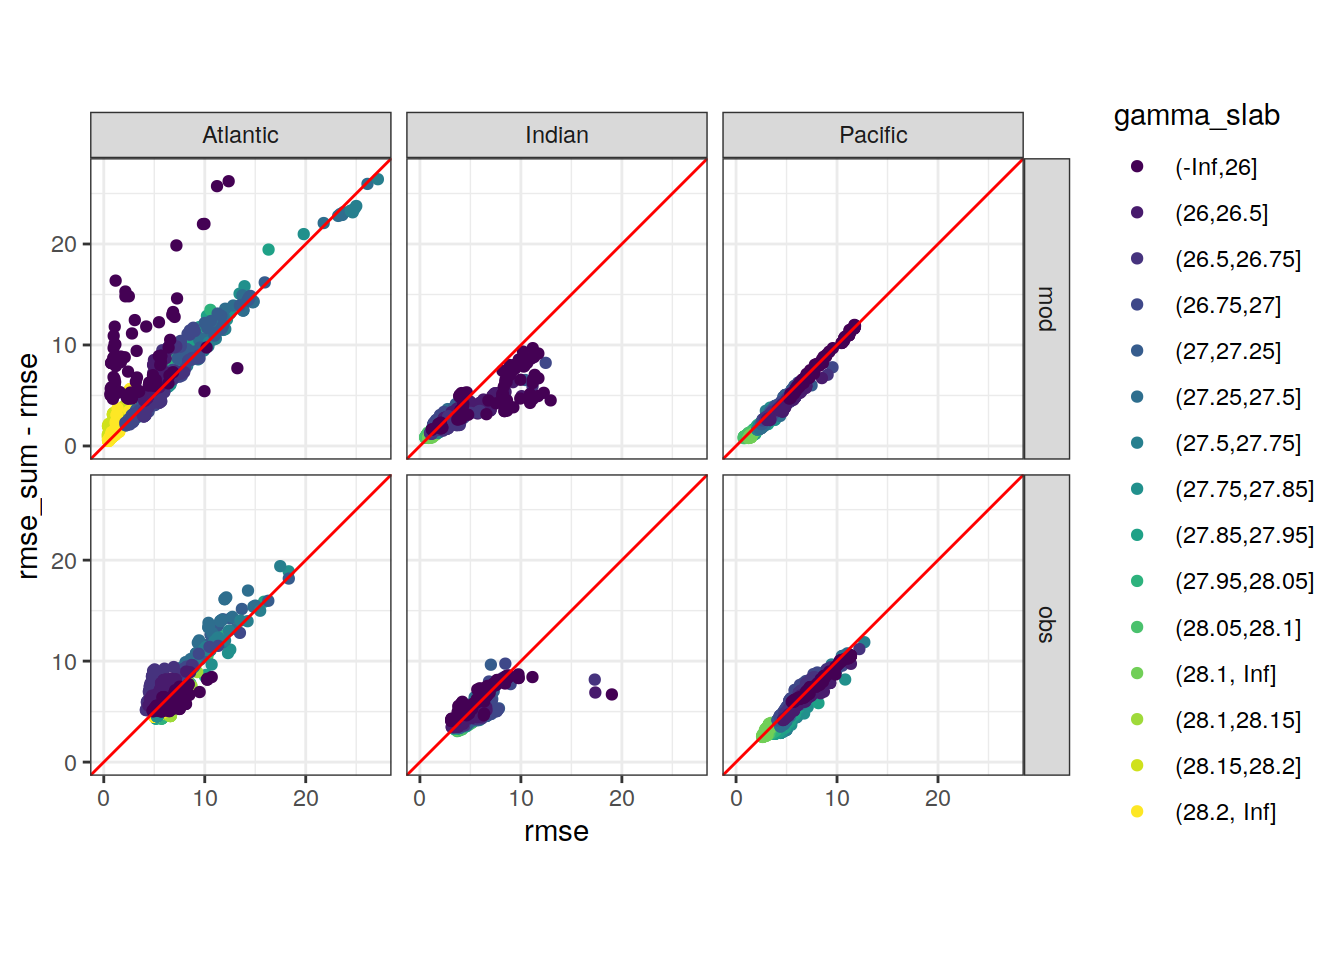 Atlantic
Indian
Pacific
mod
obs
20
10
0
20
10
0
0
10
20
0
10
20
0
10
20
rmse_sum - rmse
rmse
gamma_slab
(-Inf,26]
(26,26.5]
(26.5,26.75]
(26.75,27]
(27,27.25]
(27.25,27.5]
(27.5,27.75]
(27.75,27.85]
(27.85,27.95]
(27.95,28.05]
(28.05,28.1]
(28.1, Inf]
(28.1,28.15]
(28.15,28.2]
(28.2, Inf]